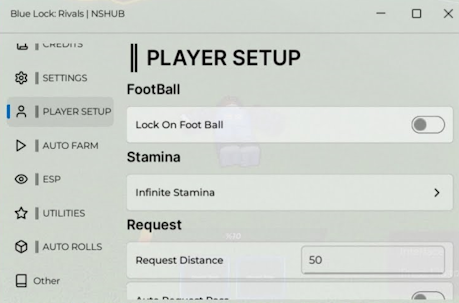 Blue Lock: Rivals | NSHUB
CREDITS
SETTINGS
PLAYER SETUP
AUTO FARM
ESP
UTILITIES
AUTO ROLLS
Other
PLAYER SETUP
FootBall
Lock On Foot Ball
Stamina
Infinite Stamina
Request
Request Distance
50
Auto Request Pass